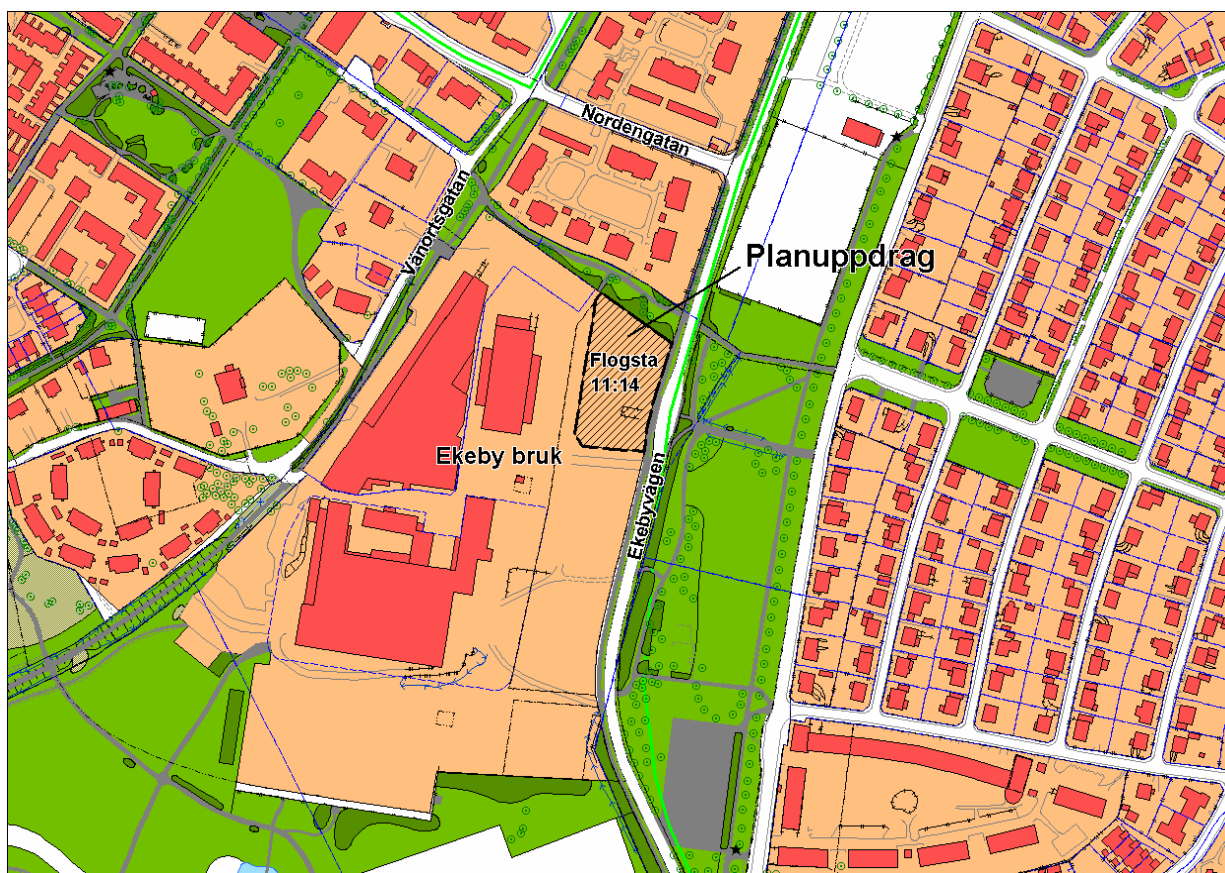 Nordengatan
Vänortsgatan
Planuppdrag
Flogsta
11:14
Ekeby bruk
Ekebyvägen